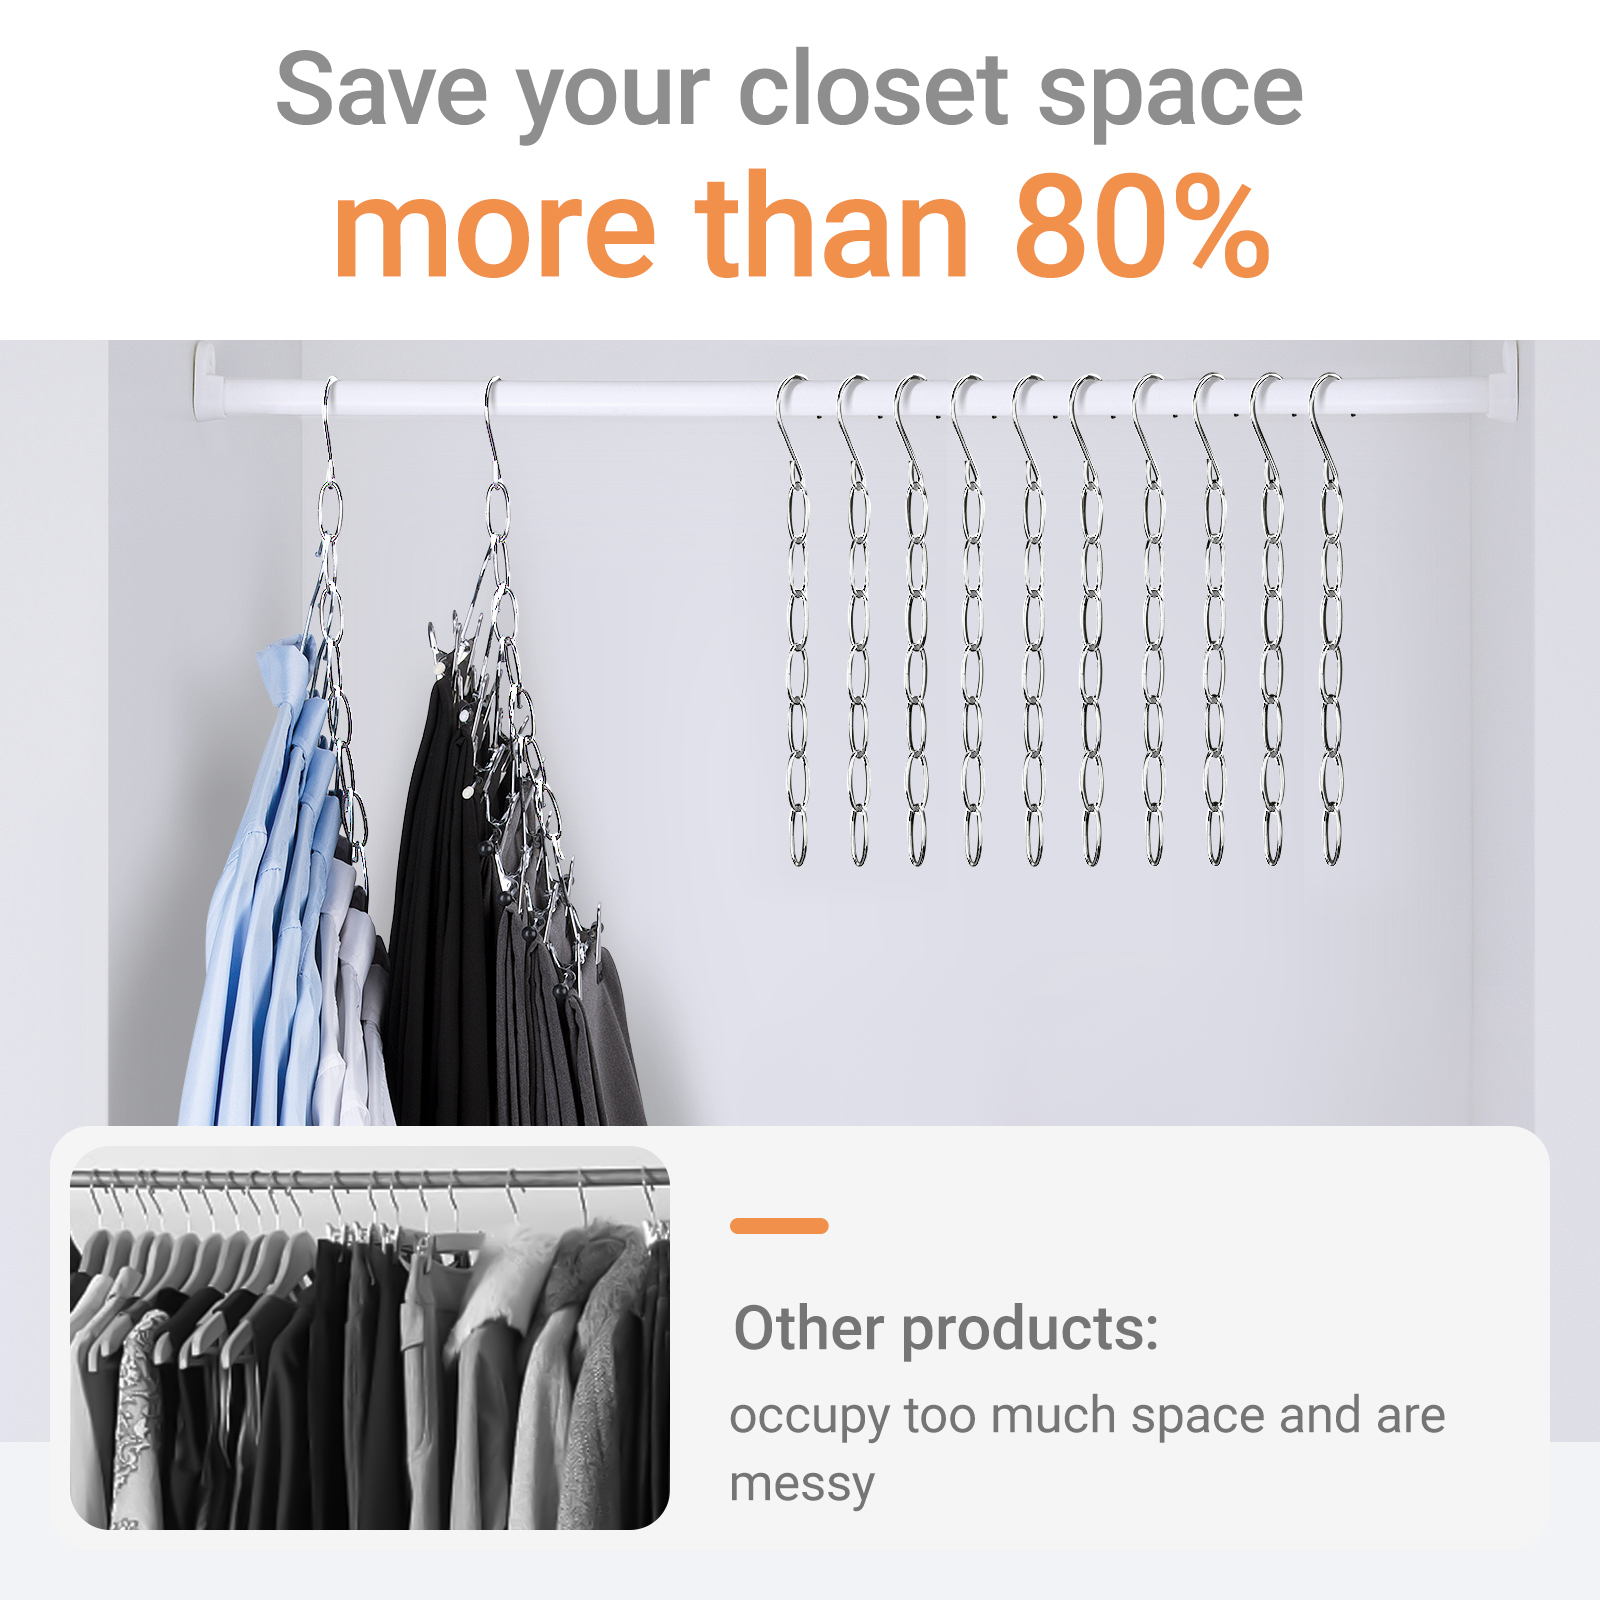 Save your closet space
more than 80%
Other products:
occupy too much space and are
messy